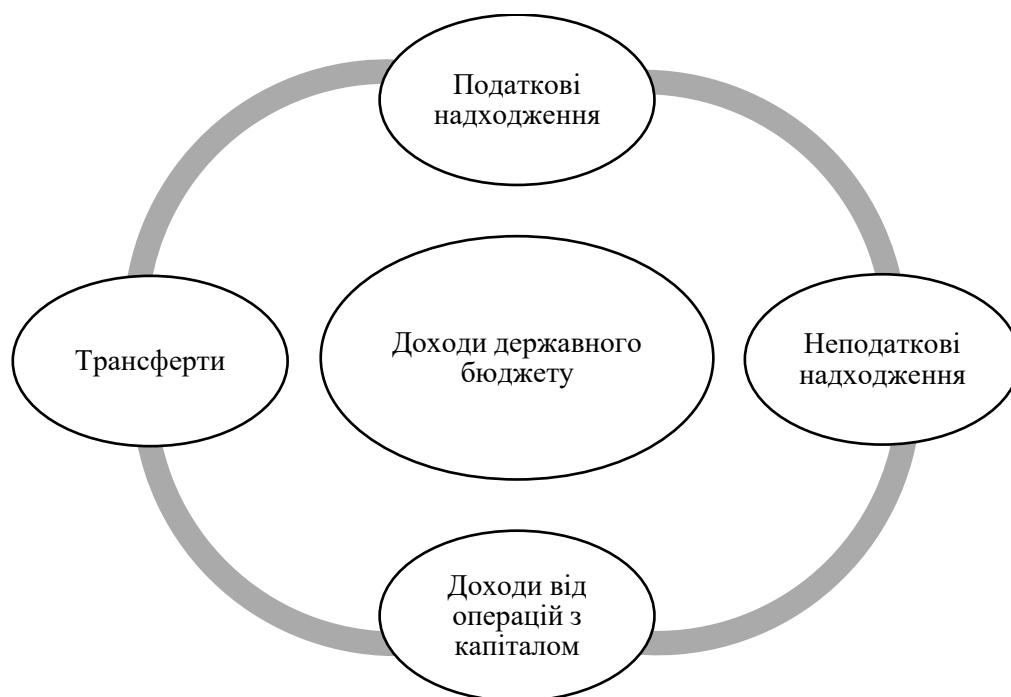 Податкові
надходження
Трансферти
Доходи державного
бюджету
Неподаткові
надходження
Доходи від
операцій з
капіталом